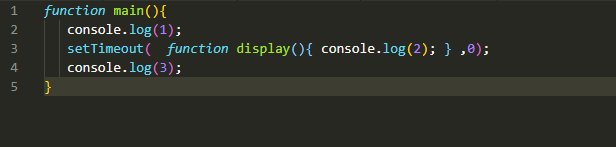 1 function main(){
2 console.log(1);
3 setTimeout(  function display(){ console.log(2); } ,0);
4 console.log(3);
5 }